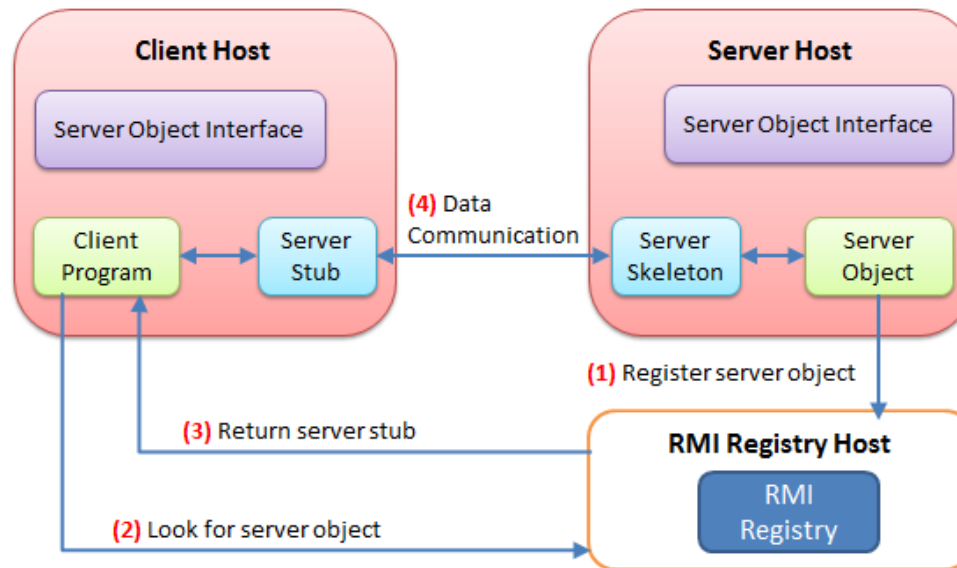 Client Host
Server Object Interface
Client
Program
Server
Stub
(4) Data
Communication
Server Host
Server Object Interface
Server
Skeleton
Server
Object
(1) Register server object
(3) Return server stub
(2) Look for server object
RMI Registry Host
RMI
Registry